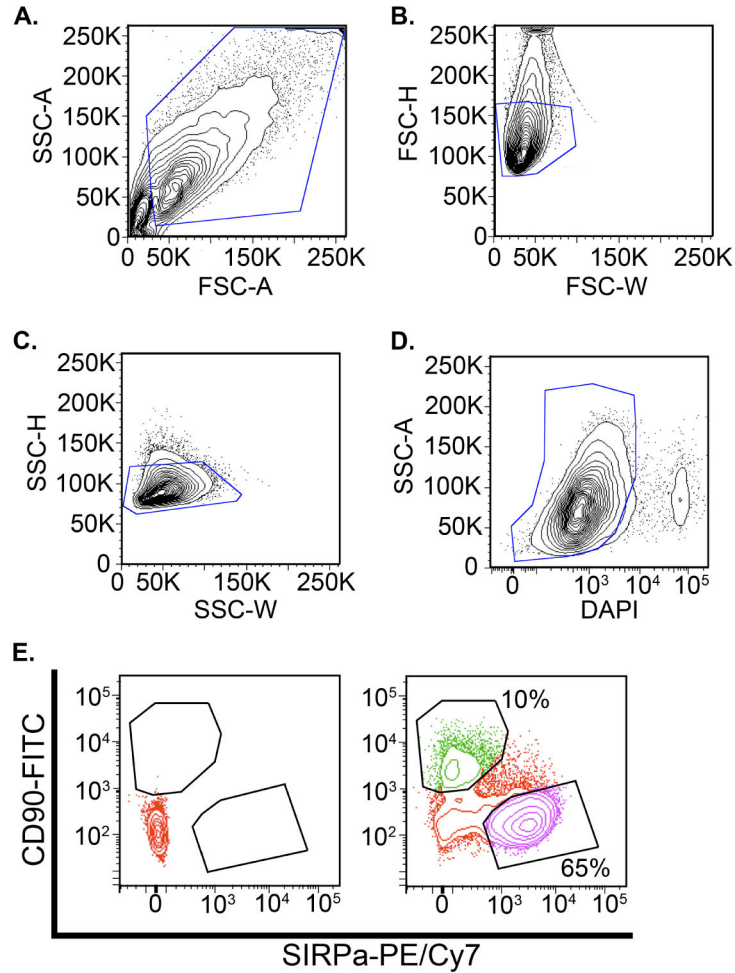 A.
SSC-A
250K
200K
150K
100K
50K
0
0 50K 150K 250K
FSC-A
B.
FSC-H
250K
200K
150K
100K
50K
0
0 50K 150K 250K
FSC-W
C.
SSC-H
250K
200K
150K
100K
50K
0
0 50K 150K 250K
SSC-W
D.
SSC-A
250K
200K
150K
100K
50K
0
0 10³ 10⁴ 10⁵
DAPI
E.
CD90-FITC
10⁵
10⁴
10³
10²
0 10³ 10⁴ 10⁵
10⁵
10⁴
10³
10²
10%
65%
0 10³ 10⁴ 10⁵
SIRPa-PE/Cy7